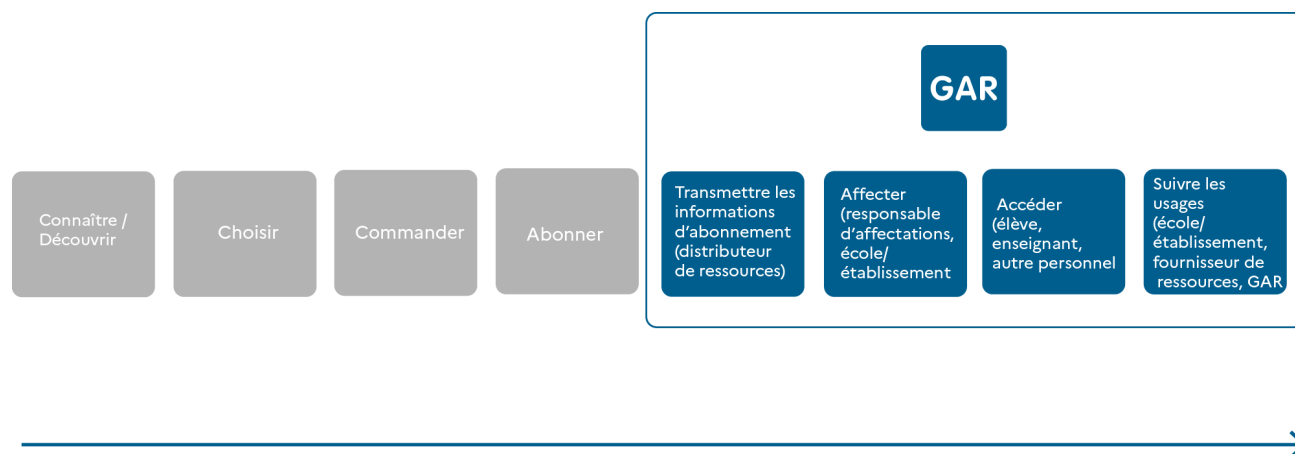 GAR
Connaître /
Découvrir
Choisir
Commander
Abonner
Transmettre les
informations
d'abonnement
(distributeur
de ressources)
Affecter
(responsable
d'affectations,
école/
établissement
Accéder
(élève,
enseignant,
autre personnel
Suivre les
usages
(école/
établissement,
fournisseur de
ressources, GAR